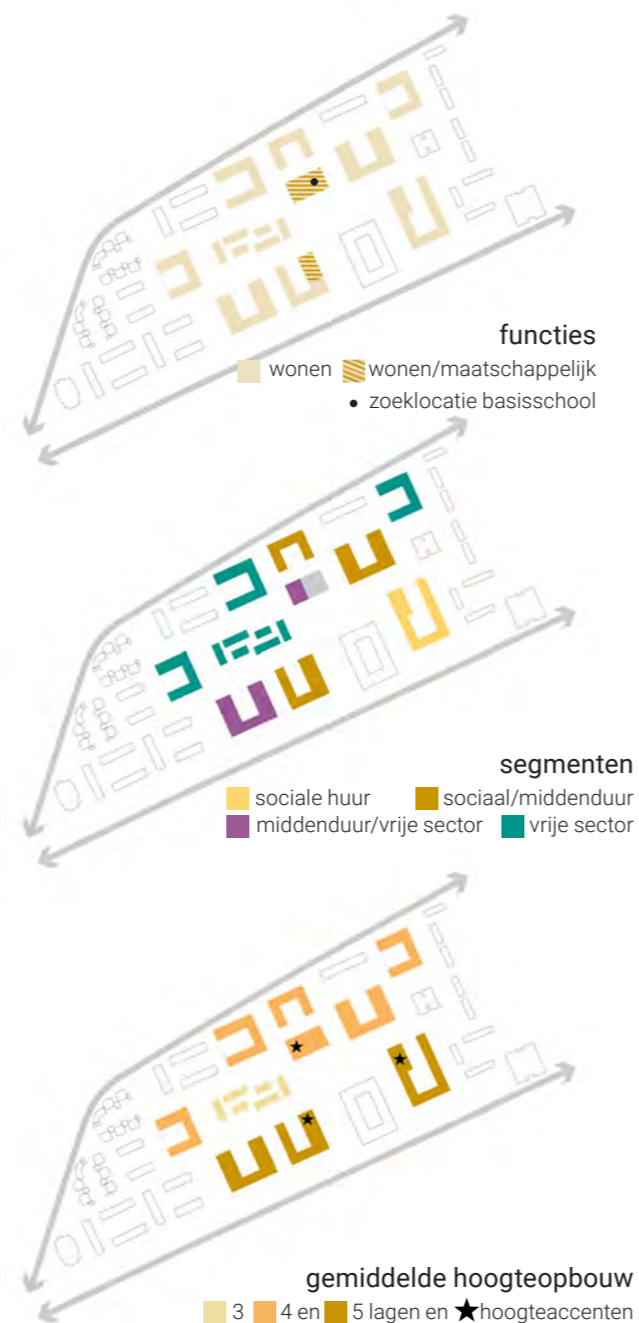 functies
wonen wonen/maatschappelijk
• zoeklocatie basisschool
segmenten
sociale huur sociaal/middenduur
middenduur/vrije sector vrije sector
gemiddelde hoogteopbouw
3 4 en 5 lagen en ★hoogteaccenten